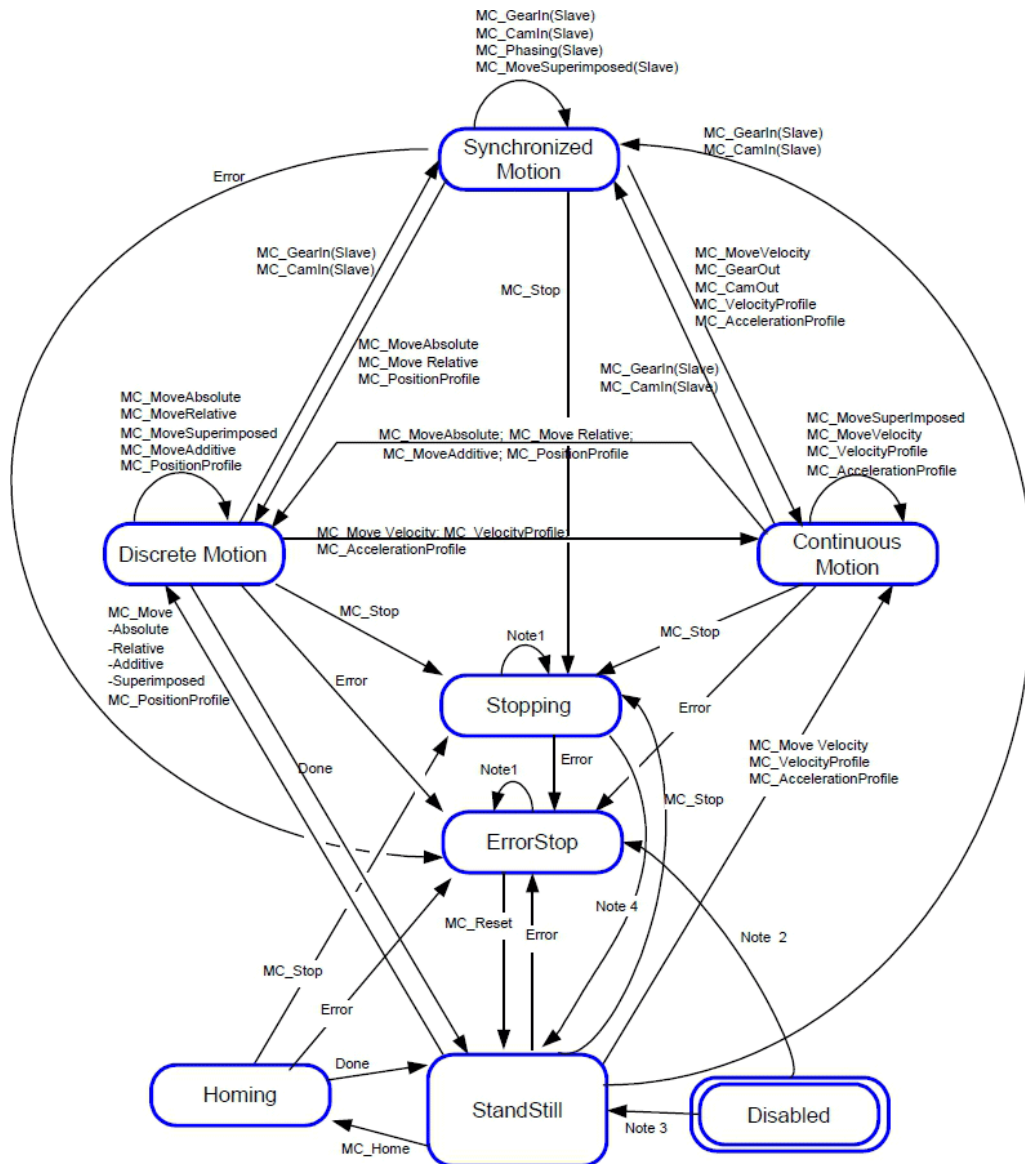 MC_GearIn(Slave)
MC_CamIn(Slave)
MC_Phasing(Slave)
MC_MoveSuperimposed(Slave)
Synchronized
Motion
MC_GearIn(Slave)
MC_CamIn(Slave)
Error
MC_GearIn(Slave)
MC_CamIn(Slave)
MC_Stop
MC_MoveVelocity
MC_GearOut
MC_CamOut
MC_VelocityProfile
MC_AccelerationProfile
MC_MoveAbsolute
MC_Move Relative
MC_PositionProfile
MC_GearIn(Slave)
MC_CamIn(Slave)
MC_MoveAbsolute
MC_MoveRelative
MC_MoveSuperimposed
MC_MoveAdditive
MC_PositionProfile
MC_MoveAbsolute; MC_Move Relative;
MC_MoveAdditive; MC_PositionProfile
MC_MoveSuperImposed
MC_MoveVelocity
MC_VelocityProfile
MC_AccelerationProfile
Discrete Motion
MC_Move Velocity; MC_VelocityProfile;
MC_AccelerationProfile
Continuous
Motion
MC_Move
-Absolute
-Relative
-Additive
-Superimposed
MC_PositionProfile
MC_Stop
Note1
MC_Stop
Error
Stopping
Error
Error
MC_Move Velocity
MC_VelocityProfile
MC_AccelerationProfile
Done
Note1
MC_Stop
ErrorStop
MC_Reset
Error
Note 4
Note 2
MC_Stop
Error
Done
Homing
StandStill
Disabled
Note 3
MC_Home